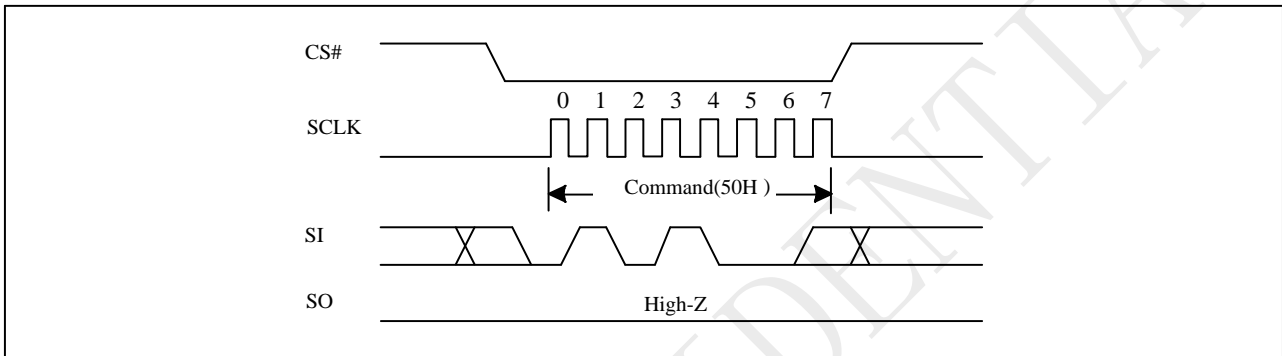 CS#
0 1 2 3 4 5 6 7
SCLK
Command(50H )
SI
SO
High-Z